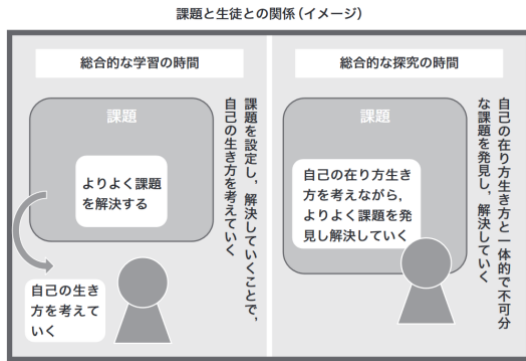 課題と生徒との関係（イメージ）
総合的な学習の時間
課題
よりよく課題
を解決する
自己の生き
方を考えて
いく
課題を設定し，解決していくことで，
自己の生き方を考えていく
総合的な探究の時間
課題
自己の在り方生き
方を考えながら，
よりよく課題を発
見し解決していく
自己の在り方生き方と一体的で不可分
な課題を発見し，解決していく